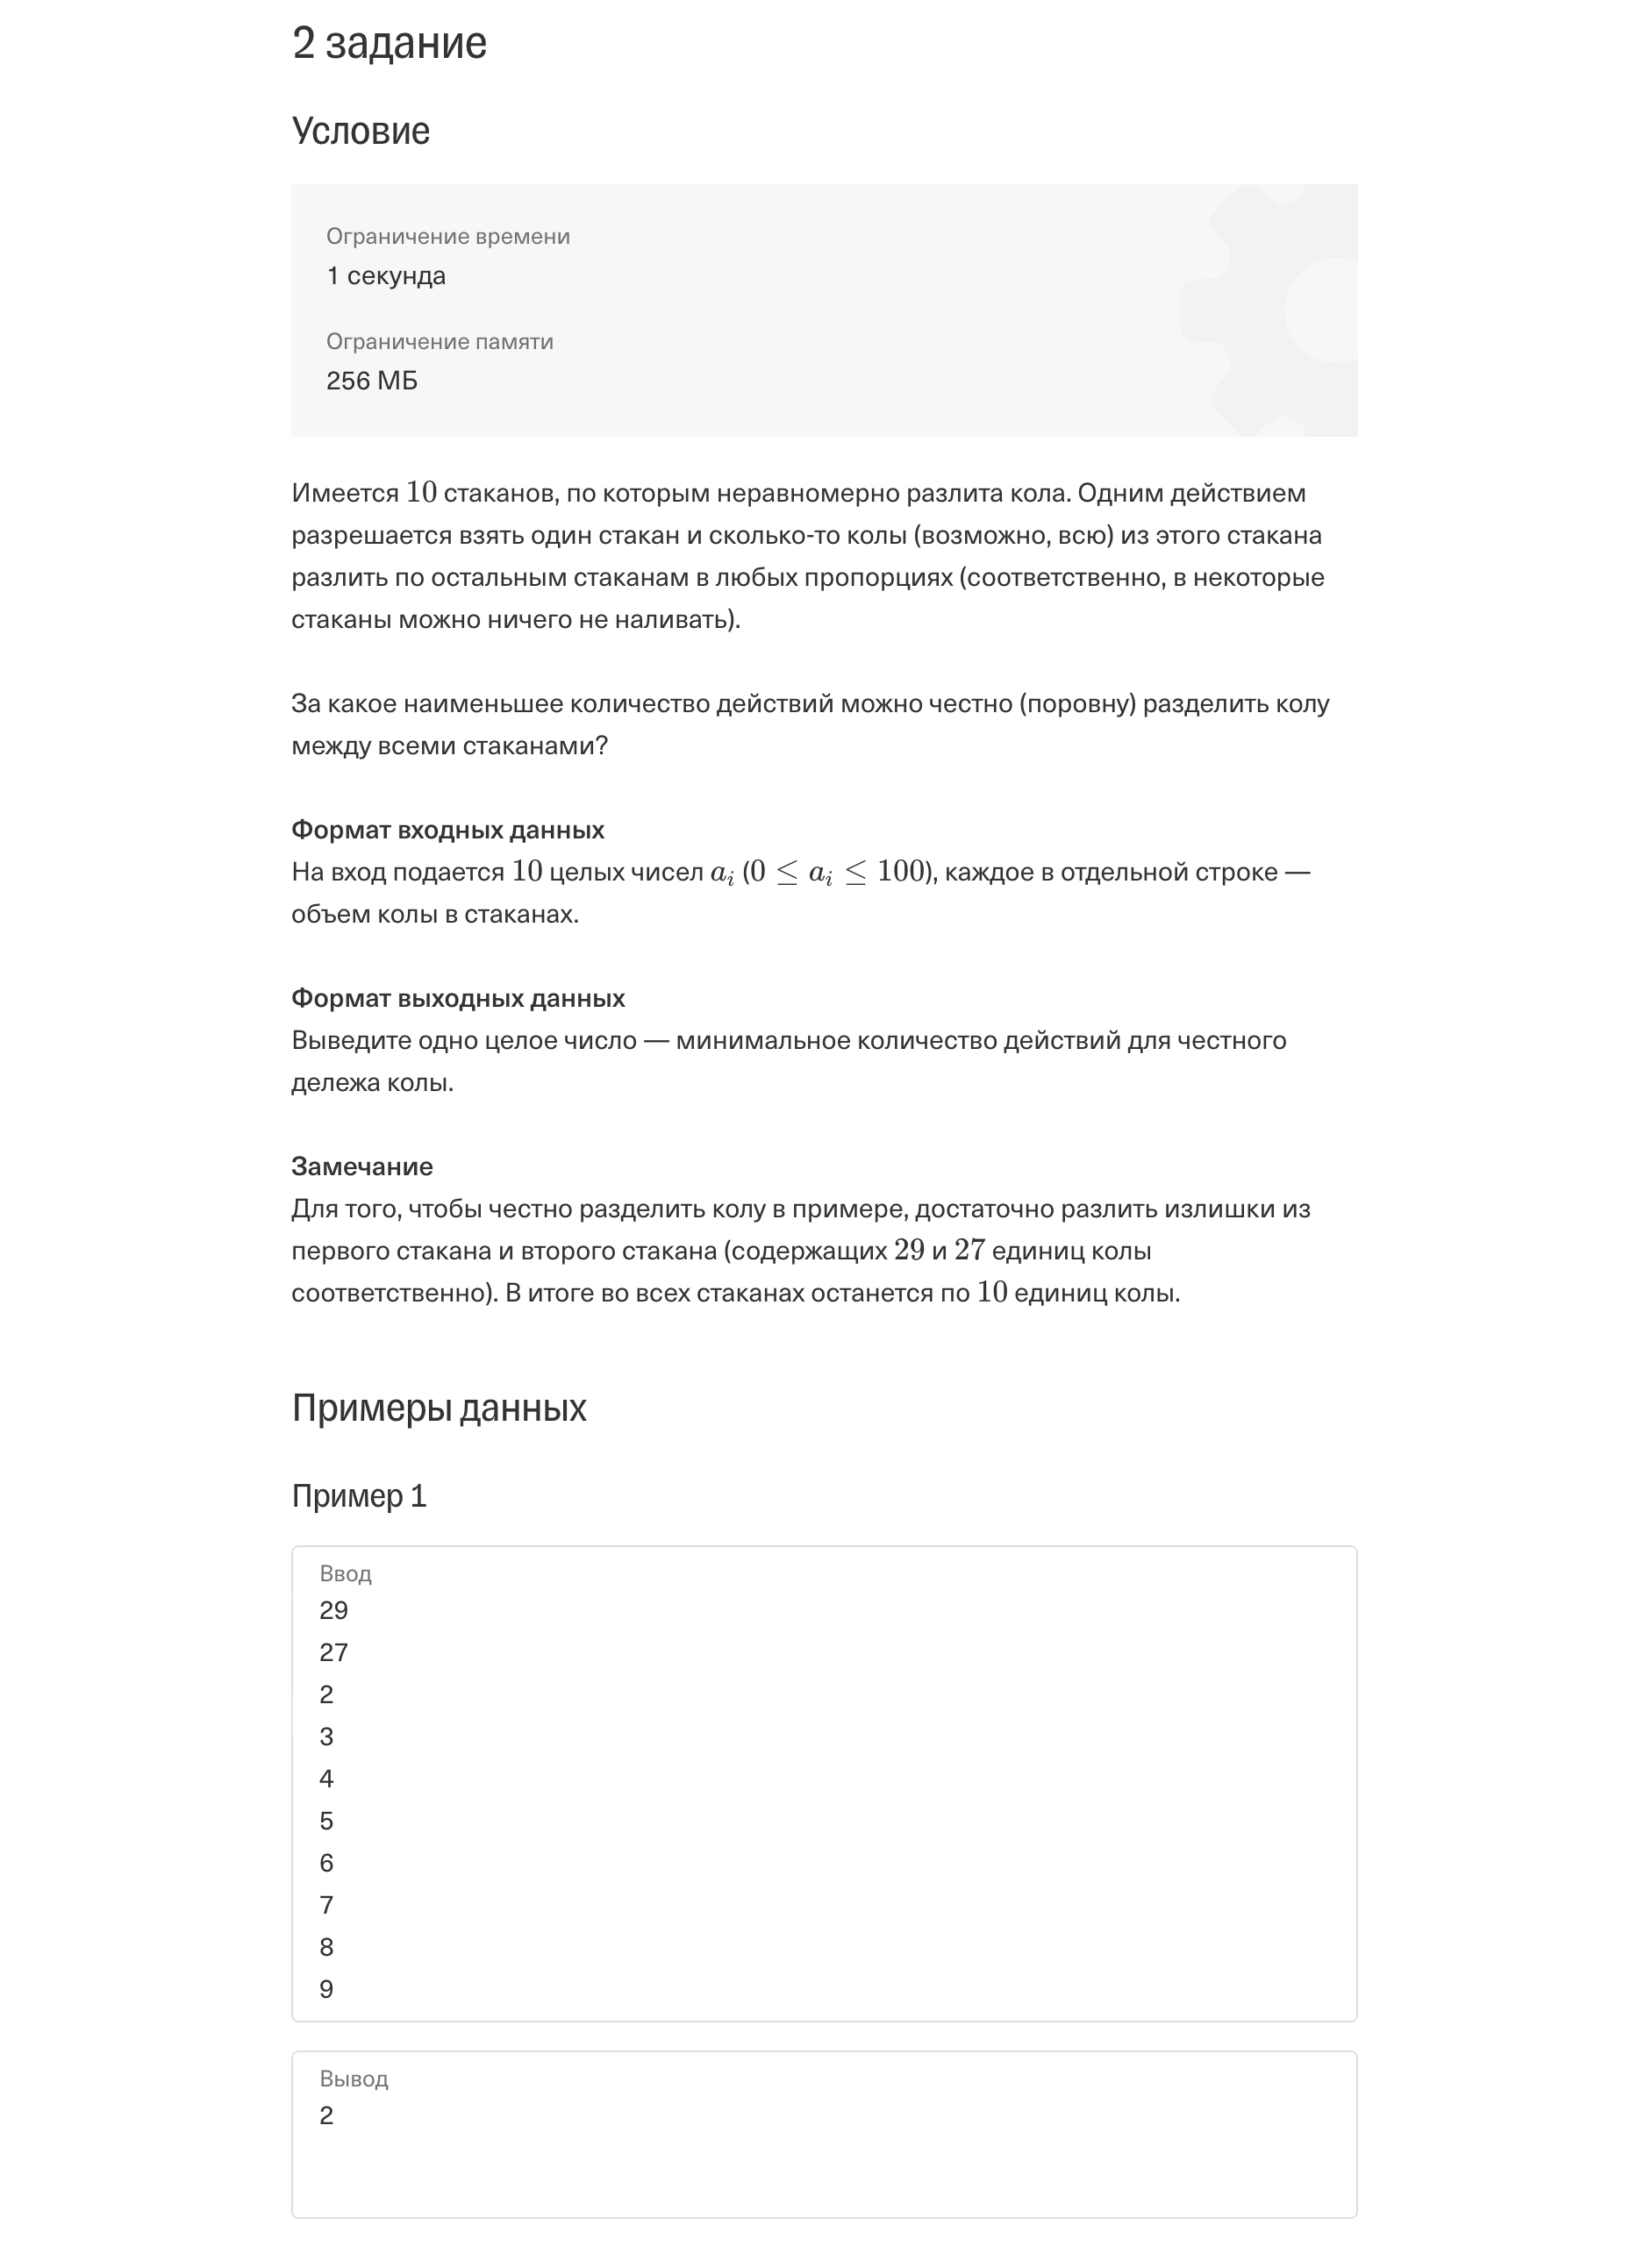 2 задание
Условие
Ограничение времени
1 секунда
Ограничение памяти
256 МБ
Имеется 10 стаканов, по которым неравномерно разлита кола. Одним действием
разрешается взять один стакан и сколько-то колы (возможно, всю) из этого стакана
разлить по остальным стаканам в любых пропорциях (соответственно, в некоторые
стаканы можно ничего не наливать).
За какое наименьшее количество действий можно честно (поровну) разделить колу
между всеми стаканами?
Формат входных данных
На вход подается 10 целых чисел aᵢ (0 ≤ aᵢ ≤ 100), каждое в отдельной строке —
объем колы в стаканах.
Формат выходных данных
Выведите одно целое число — минимальное количество действий для честного
дележа колы.
Замечание
Для того, чтобы честно разделить колу в примере, достаточно разлить излишки из
первого стакана и второго стакана (содержащих 29 и 27 единиц колы
соответственно). В итоге во всех стаканах останется по 10 единиц колы.
Примеры данных
Пример 1
Ввод
29
27
2
3
4
5
6
7
8
9
Вывод
2